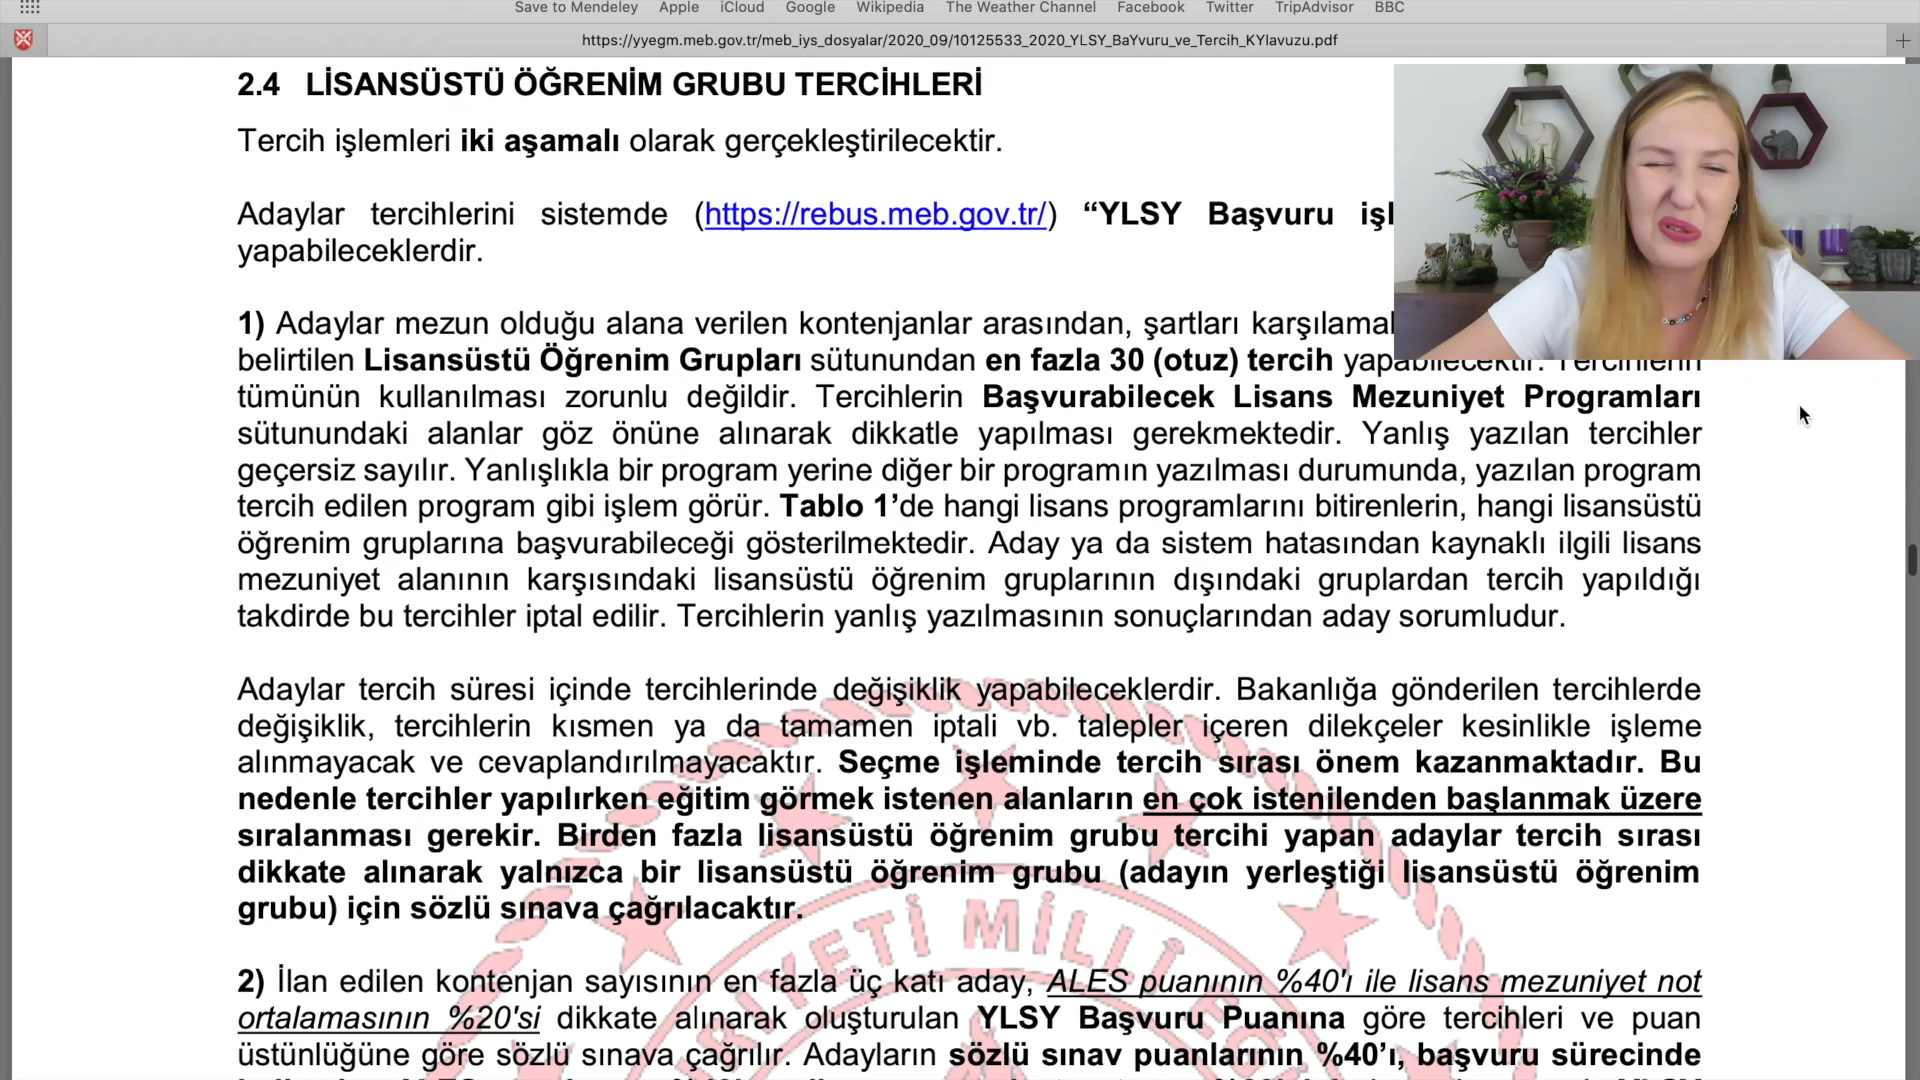 Save to Mendeley Apple iCloud Google Wikipedia The Weather Channel Facebook Twitter TripAdvisor BBC
https://yyegm.meb.gov.tr/meb_iys_dosyalar/2020_09/10125533_2020_YLSY_BaYvuru_ve_Tercih_KYlavuzu.pdf
2.4 LİSANSÜSTÜ ÖĞRENİM GRUBU TERCİHLERİ
Tercih işlemleri iki aşamalı olarak gerçekleştirilecektir.
Adaylar tercihlerini sistemde (https://rebus.meb.gov.tr/) “YLSY Başvuru
yapabileceklerdir.
1) Adaylar mezun olduğu alana verilen kontenjanlar arasından, şartları
belirtilen Lisansüstü Öğrenim Grupları sütunundan en fazla 30 (otuz) tercih yapabilecektir. Tercihlerin
tümünün kullanılması zorunlu değildir. Tercihlerin Başvurabilecek Lisans Mezuniyet Programları
sütunundaki alanlar göz önüne alınarak dikkatle yapılması gerekmektedir. Yanlış yazılan tercihler
geçersiz sayılır. Yanlışlıkla bir program yerine diğer bir programın yazılması durumunda, yazılan program
tercih edilen program gibi işlem görür. Tablo 1’de hangi lisans programlarını bitirenlerin, hangi lisansüstü
öğrenim gruplarına başvurabileceği gösterilmektedir. Aday ya da sistem hatasından kaynaklı ilgili lisans
mezuniyet alanının karşısındaki lisansüstü öğrenim gruplarının dışındaki gruplardan tercih yapıldığı
takdirde bu tercihler iptal edilir. Tercihlerin yanlış yazılmasının sonuçlarından aday sorumludur.
Adaylar tercih süresi içinde tercihlerinde değişiklik yapabileceklerdir. Bakanlığa gönderilen tercihlerde
değişiklik, tercihlerin kısmen ya da tamamen iptali vb. talepler içeren dilekçeler kesinlikle işleme
alınmayacak ve cevaplandırılmayacaktır. Seçme işleminde tercih sırası önem kazanmaktadır. Bu
nedenle tercihler yapılırken eğitim görmek istenen alanların en çok istenilenden başlanmak üzere
sıralanması gerekir. Birden fazla lisansüstü öğrenim grubu tercihi yapan adaylar tercih sırası
dikkate alınarak yalnızca bir lisansüstü öğrenim grubu (adayın yerleştiği lisansüstü öğrenim
grubu) için sözlü sınava çağrılacaktır.
2) İlan edilen kontenjan sayısının en fazla üç katı aday, ALES puanının %40'ı ile lisans mezuniyet not
ortalamasının %20'si dikkate alınarak oluşturulan YLSY Başvuru Puanına göre tercihleri ve puan
üstünlüğüne göre sözlü sınava çağrılır. Adayların sözlü sınav puanlarının %40’ı, başvuru sürecinde